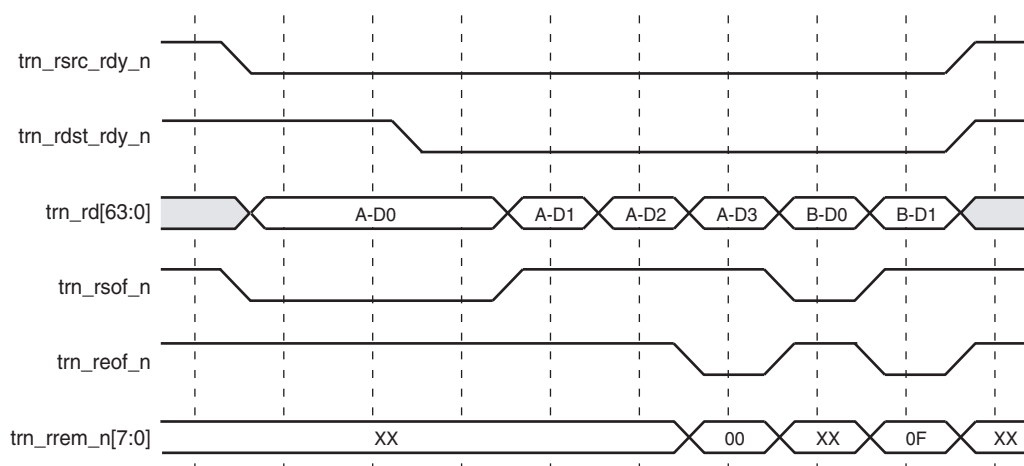 trn_rsrc_rdy_n
trn_rdst_rdy_n
trn_rd[63:0] A-D0 A-D1 A-D2 A-D3 B-D0 B-D1
trn_rsof_n
trn_reof_n
trn_rrem_n[7:0] XX 00 XX 0F XX